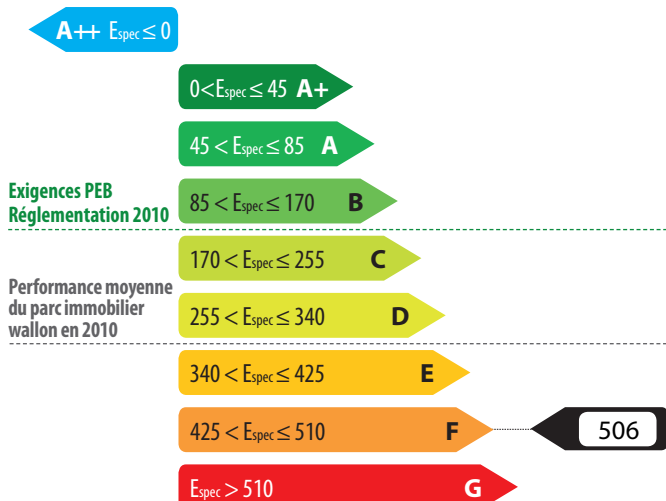 A++ Espec ≤ 0
0<Espec ≤ 45 A+
45 < Espec ≤ 85 A
Exigences PEB
Réglementation 2010
85 < Espec ≤ 170 B
170 < Espec ≤ 255 C
Performance moyenne
du parc immobilier
wallon en 2010
255 < Espec ≤ 340 D
340 < Espec ≤ 425 E
425 < Espec ≤ 510 F
506
Espec > 510 G